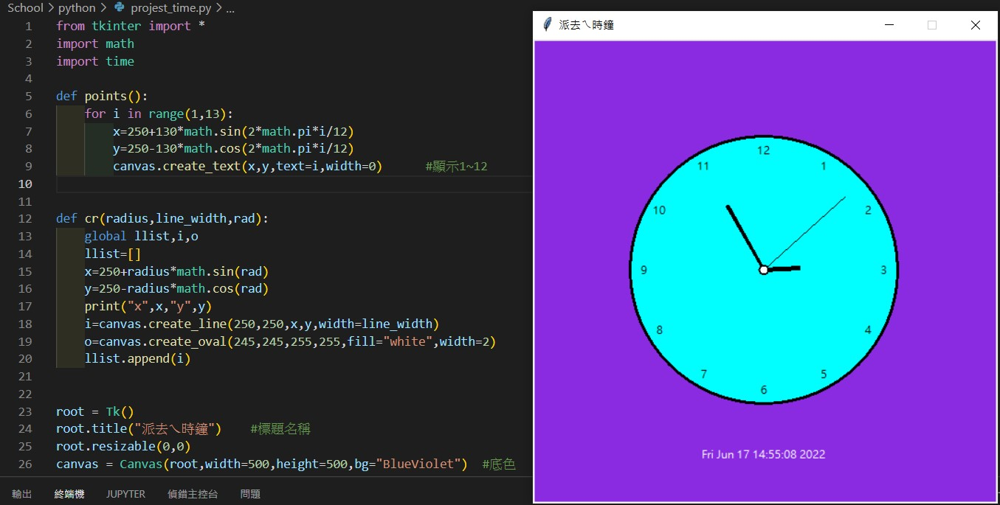 School > python > projest_time.py > ...
1 from tkinter import *
2 import math
3 import time
4
5 def points():
6     for i in range(1,13):
7         x=250+130*math.sin(2*math.pi*i/12)
8         y=250-130*math.cos(2*math.pi*i/12)
9         canvas.create_text(x,y,text=i,width=0)      #顯示1~12
10
11
12 def cr(radius,line_width,rad):
13     global llist,i,o
14     llist=[]
15     x=250+radius*math.sin(rad)
16     y=250-radius*math.cos(rad)
17     print("x",x,"y",y)
18     i=canvas.create_line(250,250,x,y,width=line_width)
19     o=canvas.create_oval(245,245,255,255,fill="white",width=2)
20     llist.append(i)
21
22
23 root = Tk()
24 root.title("派去ㄟ時鐘")    #標題名稱
25 root.resizable(0,0)
26 canvas = Canvas(root,width=500,height=500,bg="BlueViolet")  #底色
輸出 終端機 JUPYTER 偵錯主控台 問題
派去ㄟ時鐘
12
1
2
3
4
5
6
7
8
9
10
11
Fri Jun 17 14:55:08 2022